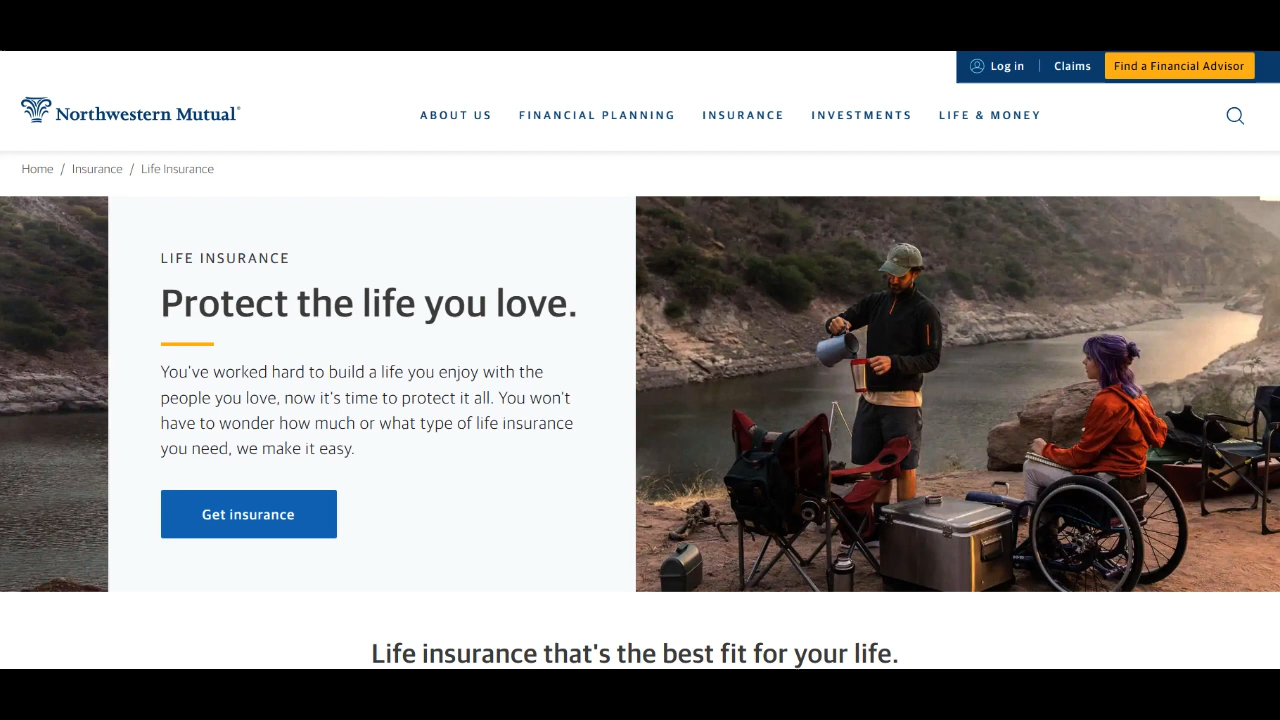 Log in | Claims Find a Financial Advisor
Northwestern Mutual®
ABOUT US FINANCIAL PLANNING INSURANCE INVESTMENTS LIFE & MONEY
Home / Insurance / Life Insurance
LIFE INSURANCE
Protect the life you love.
You've worked hard to build a life you enjoy with the
people you love, now it's time to protect it all. You won't
have to wonder how much or what type of life insurance
you need, we make it easy.
Get insurance
Life insurance that's the best fit for your life.